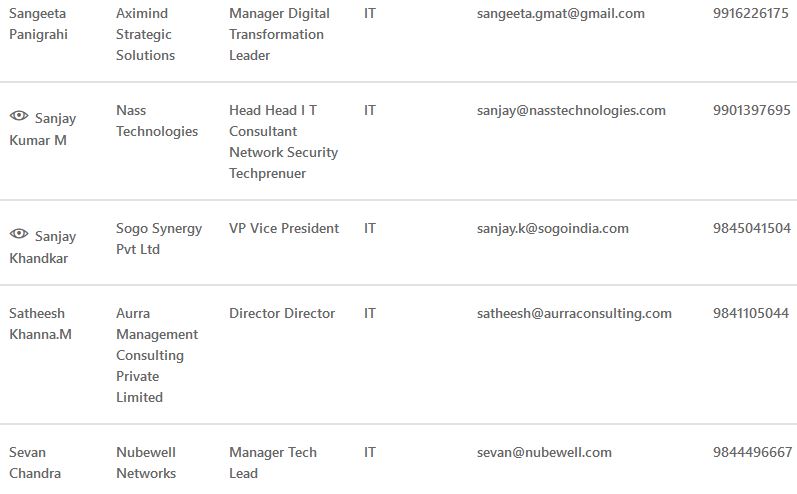 Sangeeta Panigrahi Aximind Strategic Solutions Manager Digital Transformation Leader IT sangeeta.gmat@gmail.com 9916226175
Sanjay Kumar M Nass Technologies Head Head I T Consultant Network Security Techprenuer IT sanjay@nasstechnologies.com 9901397695
Sanjay Khandkar Sogo Synergy Pvt Ltd VP Vice President IT sanjay.k@sogoindia.com 9845041504
Satheesh Khanna.M Aurra Management Consulting Private Limited Director Director IT satheesh@aurraconsulting.com 9841105044
Sevan Chandra Nubewell Networks Manager Tech Lead IT sevan@nubewell.com 9844496667